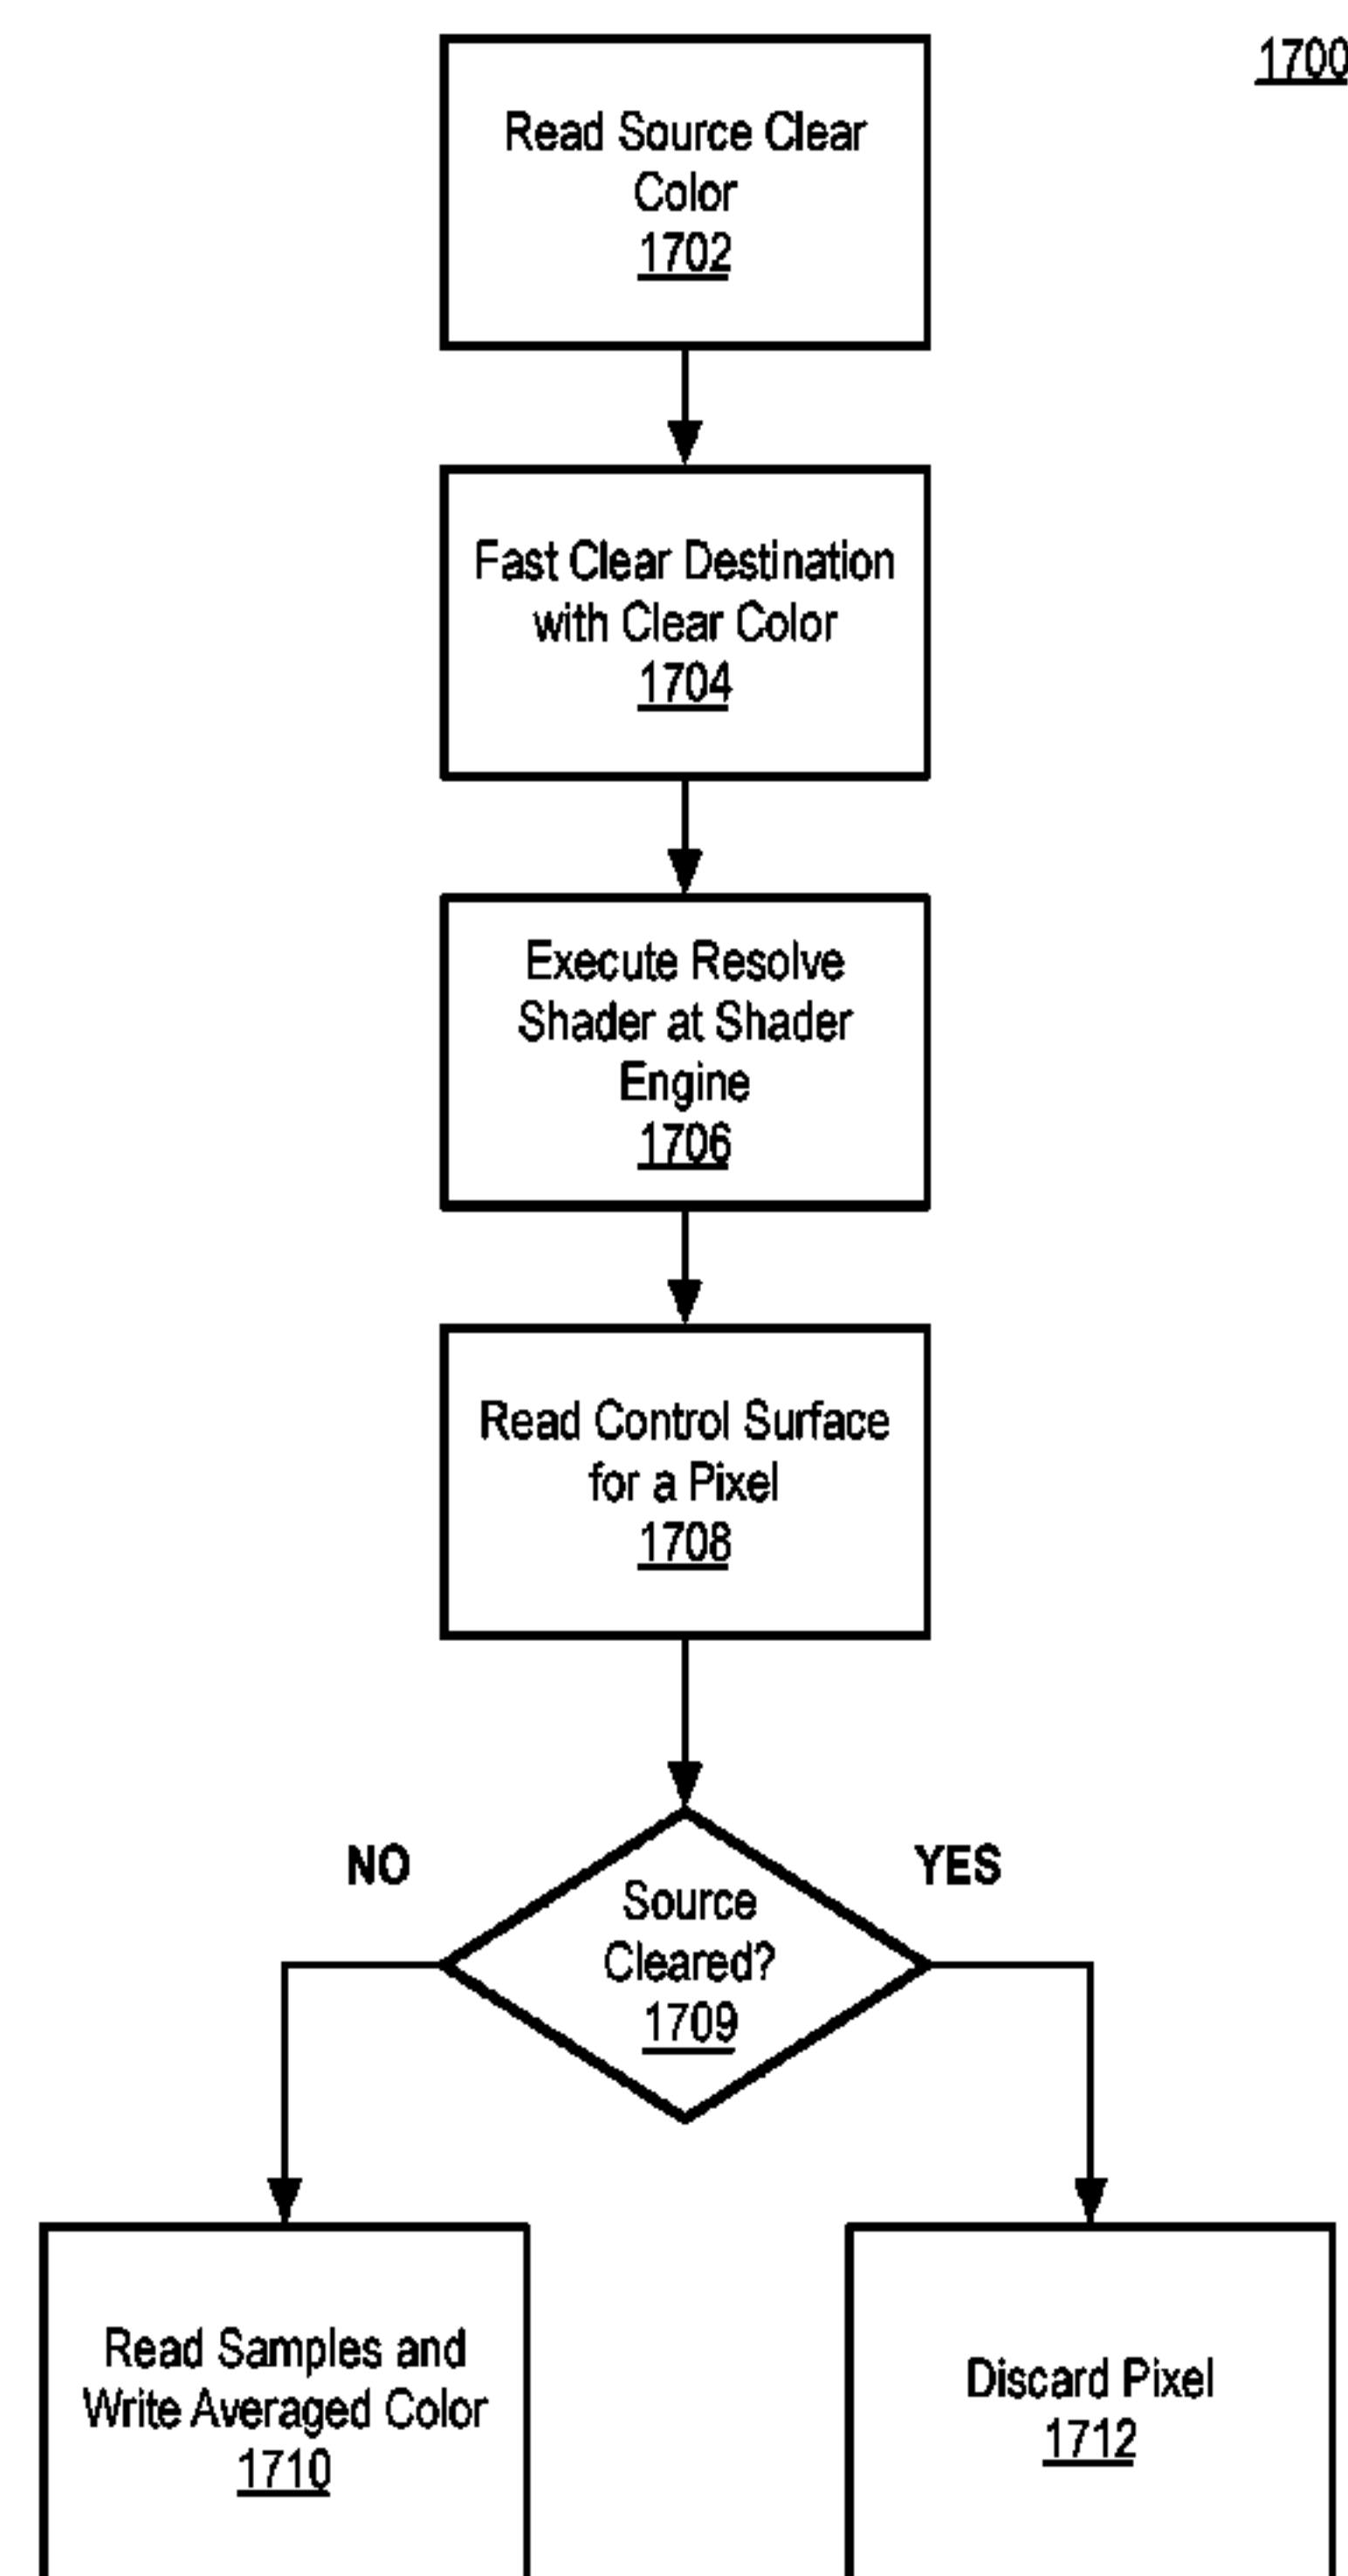 1700
Read Source Clear
Color
1702
Fast Clear Destination
with Clear Color
1704
Execute Resolve
Shader at Shader
Engine
1706
Read Control Surface
for a Pixel
1708
NO
YES
Source
Cleared?
1709
Read Samples and
Write Averaged Color
1710
Discard Pixel
1712